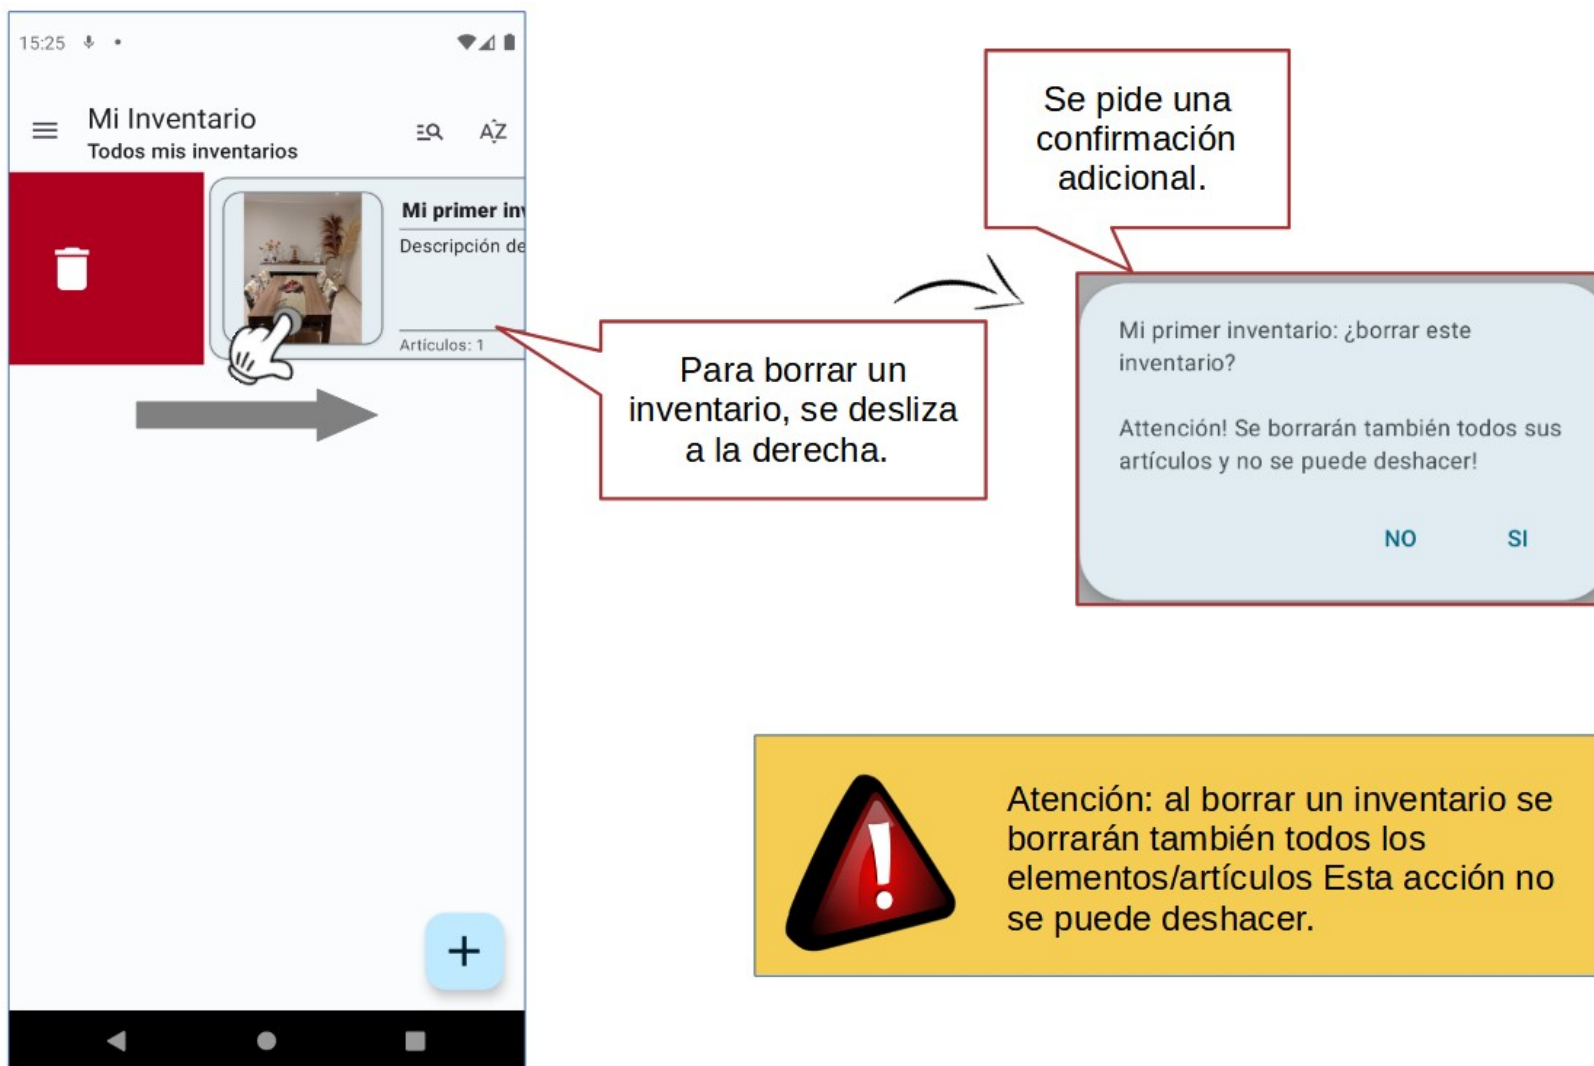 15:25
Mi Inventario
Todos mis inventarios
AZ
Mi primer inv
Descripción de
Artículos: 1
Para borrar un
inventario, se desliza
a la derecha.
Se pide una
confirmación
adicional.
Mi primer inventario: ¿borrar este
inventario?
Attención! Se borrarán también todos sus
artículos y no se puede deshacer!
NO SI
Atención: al borrar un inventario se
borrarán también todos los
elementos/artículos Esta acción no
se puede deshacer.